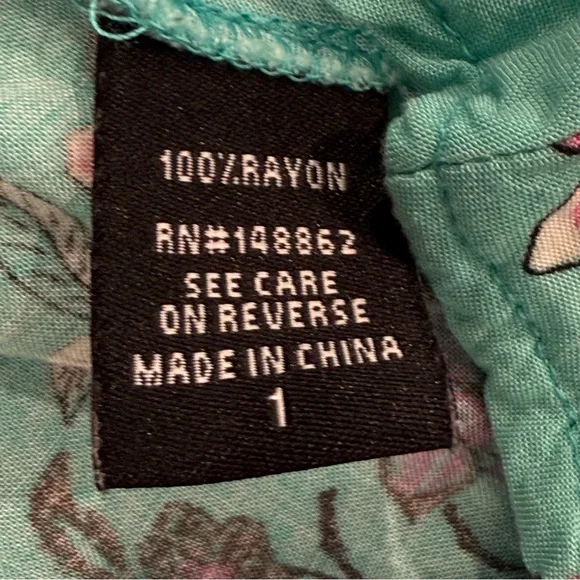 100%RAYON
RN#148862
SEE CARE
ON REVERSE
MADE IN CHINA
1